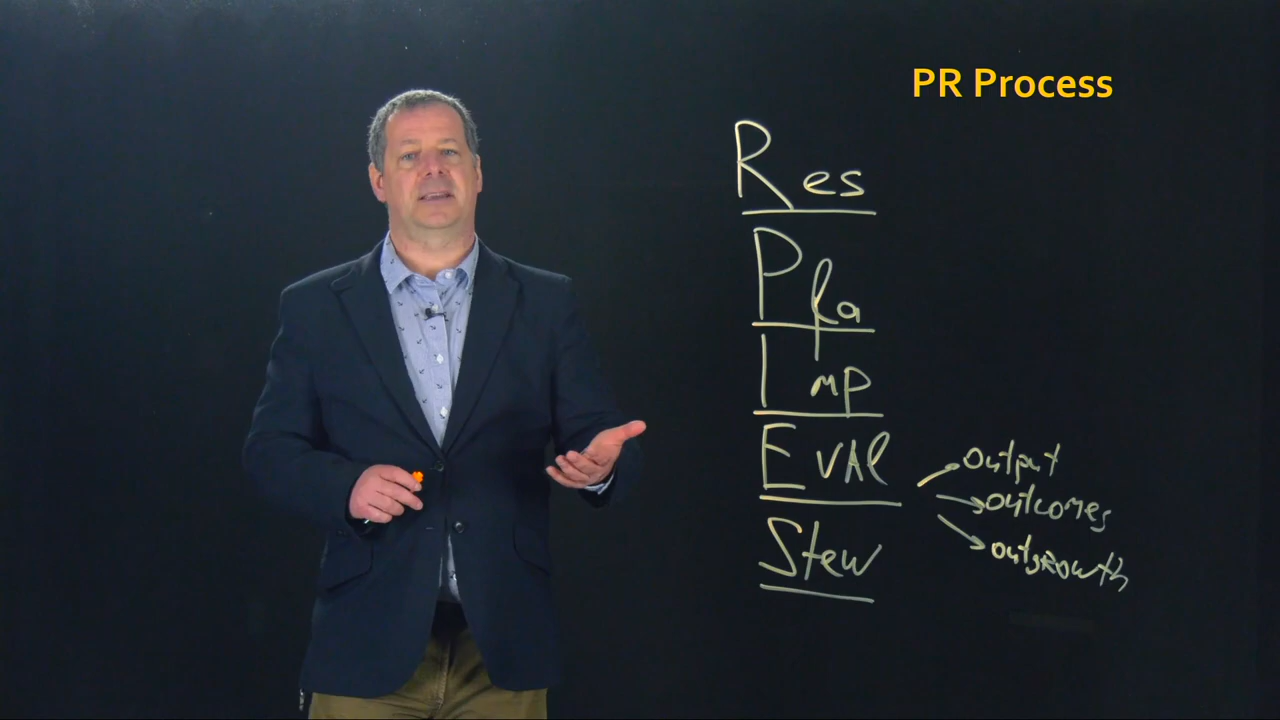 PR Process
Res
Pla
Imp
EVAl
output
outcomes
outgrowth
Stew